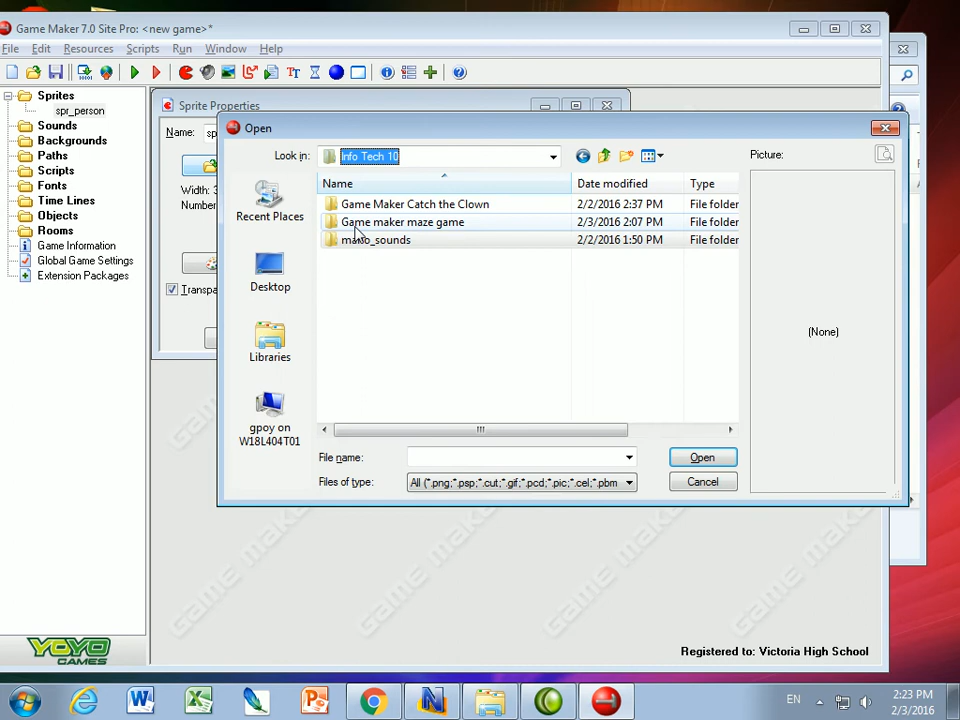 Game Maker 7.0 Site Pro: <new game>*
File Edit Resources Scripts Run Window Help
Sprites
spr_person
Sounds
Backgrounds
Paths
Scripts
Fonts
Time Lines
Objects
Rooms
Game Information
Global Game Settings
Extension Packages
YOYO
GAMES
Sprite Properties
Name: sp
Width: 3
Number
Transpa
Open
Look in: Info Tech 10
Picture:
Name Date modified Type
Game Maker Catch the Clown 2/2/2016 2:37 PM File folder
Game maker maze game 2/3/2016 2:07 PM File folder
mario_sounds 2/2/2016 1:50 PM File folder
Recent Places
Desktop
Libraries
gpoy on
W18L404T01
(None)
File name:
Open
Files of type: All (*.png;*.psp;*.cut;*.gif;*.pcd;*.pic;*.cel;*.pbm
Cancel
Registered to: Victoria High School
EN
2:23 PM
2/3/2016